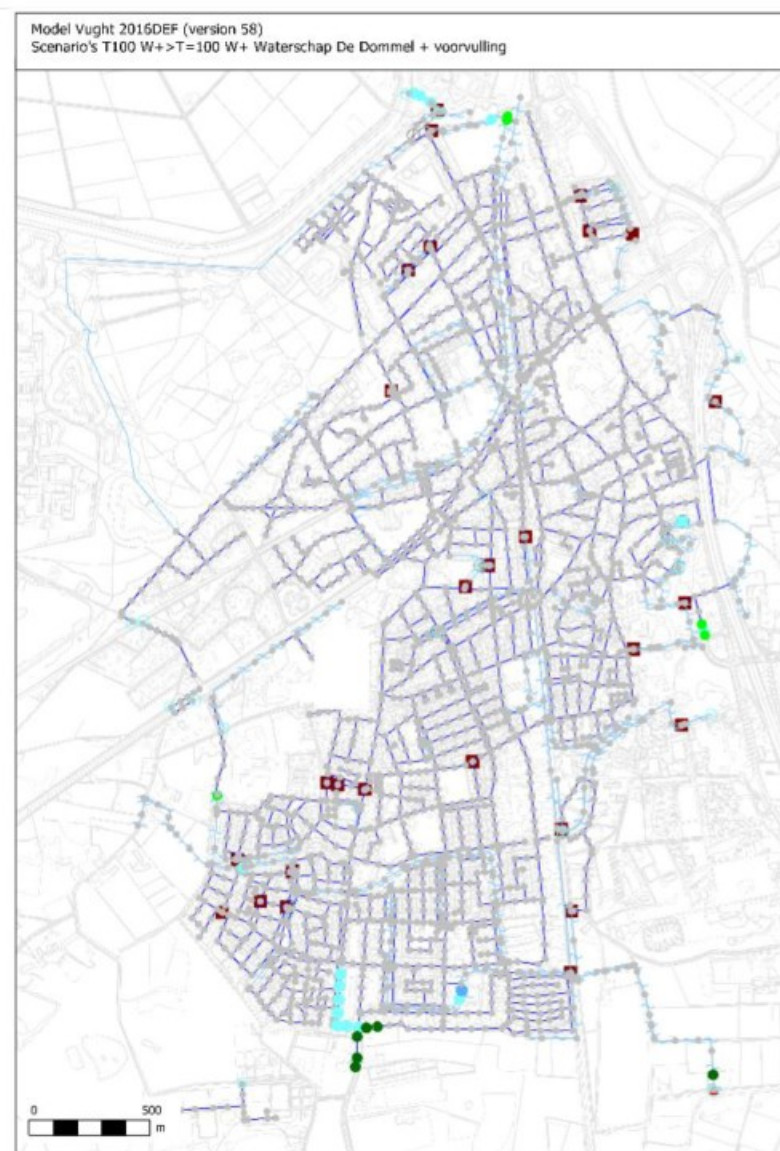 Model Vught 2016DEF (version 58)
Scenario's T100 W+>T=100 W+ Waterschap De Dommel + voorvulling
0 500
m